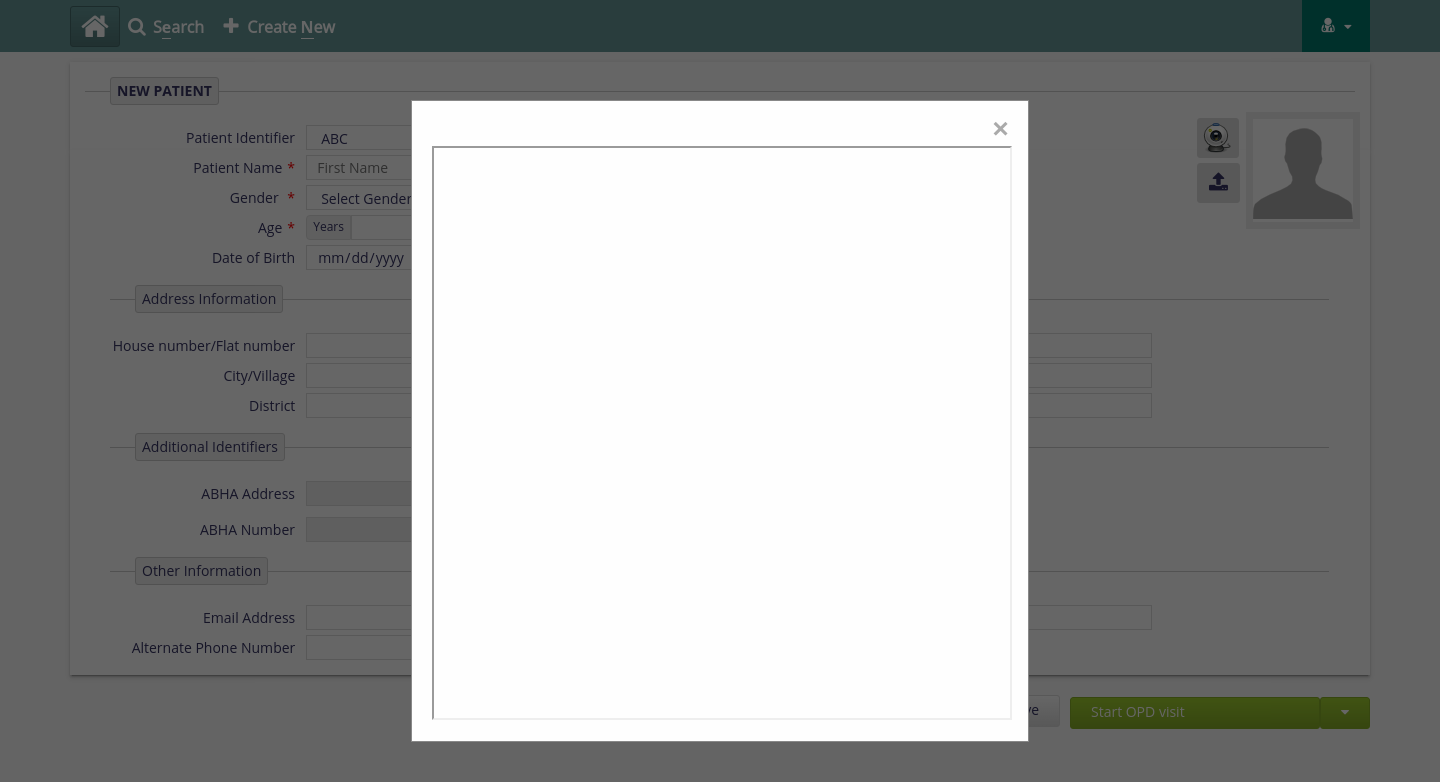 Search Create New
NEW PATIENT
×
Patient Identifier ABC
Patient Name * First Name
Gender * Select Gender
Age * Years
Date of Birth mm/dd/yyyy
Address Information
House number/Flat number
City/Village
District
Additional Identifiers
ABHA Address
ABHA Number
Other Information
Email Address
Alternate Phone Number
Start OPD visit